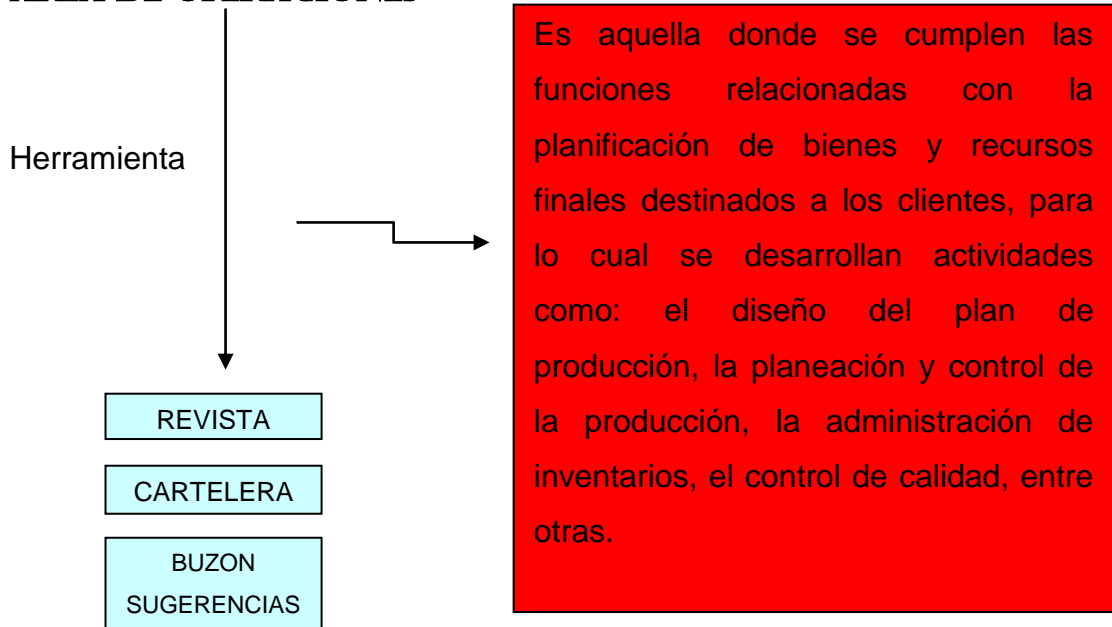 Herramienta
REVISTA
CARTELERA
BUZON
SUGERENCIAS
Es aquella donde se cumplen las
funciones relacionadas con la
planificación de bienes y recursos
finales destinados a los clientes, para
lo cual se desarrollan actividades
como: el diseño del plan de
producción, la planeación y control de
la producción, la administración de
inventarios, el control de calidad, entre
otras.